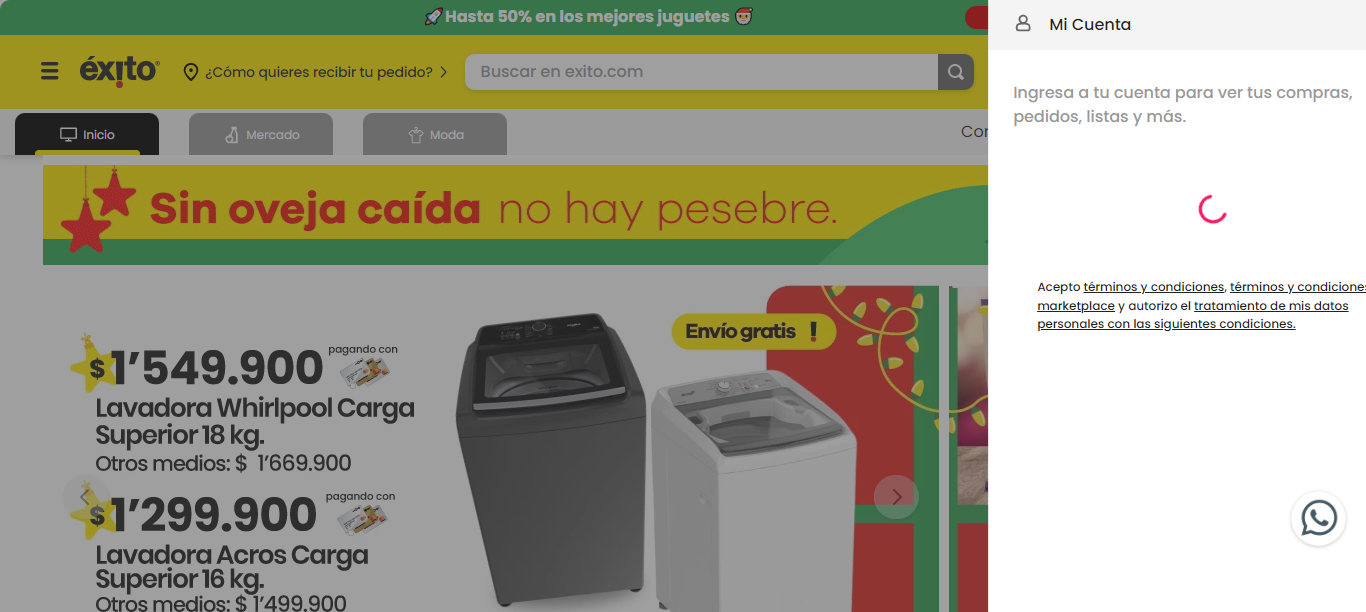 Hasta 50% en los mejores juguetes
Mi Cuenta
éxito
¿Cómo quieres recibir tu pedido?
Buscar en exito.com
Ingresa a tu cuenta para ver tus compras,
pedidos, listas y más.
Inicio
Mercado
Moda
Sin oveja caída no hay pesebre.
Acepto términos y condiciones, términos y condiciones
marketplace y autorizo el tratamiento de mis datos
personales con las siguientes condiciones.
Envío gratis !
pagando con
$1’549.900
Lavadora Whirlpool Carga
Superior 18 kg.
Otros medios: $ 1’669.900
pagando con
$1’299.900
Lavadora Acros Carga
Superior 16 kg.
Otros medios: $ 1’499.900